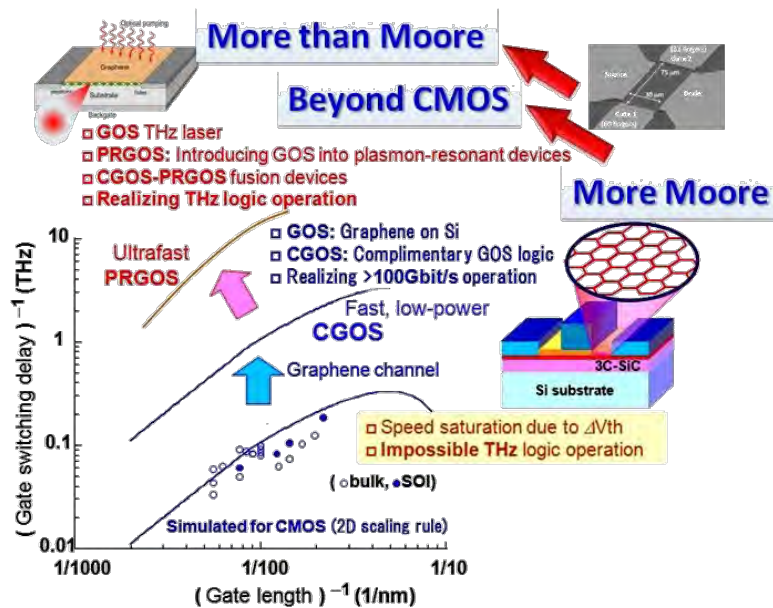 More than Moore
Beyond CMOS
More Moore
Optical pumping
Graphene
Substrate
Backgate
Source
Drain
75 µm
Gate 2
Gate 1
GOS THz laser
PRGOS: Introducing GOS into plasmon-resonant devices
CGOS-PRGOS fusion devices
Realizing THz logic operation
GOS: Graphene on Si
CGOS: Complimentary GOS logic
Realizing >100Gbit/s operation
Ultrafast
PRGOS
Fast, low-power
CGOS
Graphene channel
3C-SiC
Si substrate
Speed saturation due to ΔVth
Impossible THz logic operation
( bulk, SOI)
Simulated for CMOS (2D scaling rule)
( Gate switching delay ) ⁻¹ (THz)
10
1
0.1
0.01
1/1000
1/100
1/10
( Gate length ) ⁻¹ (1/nm)